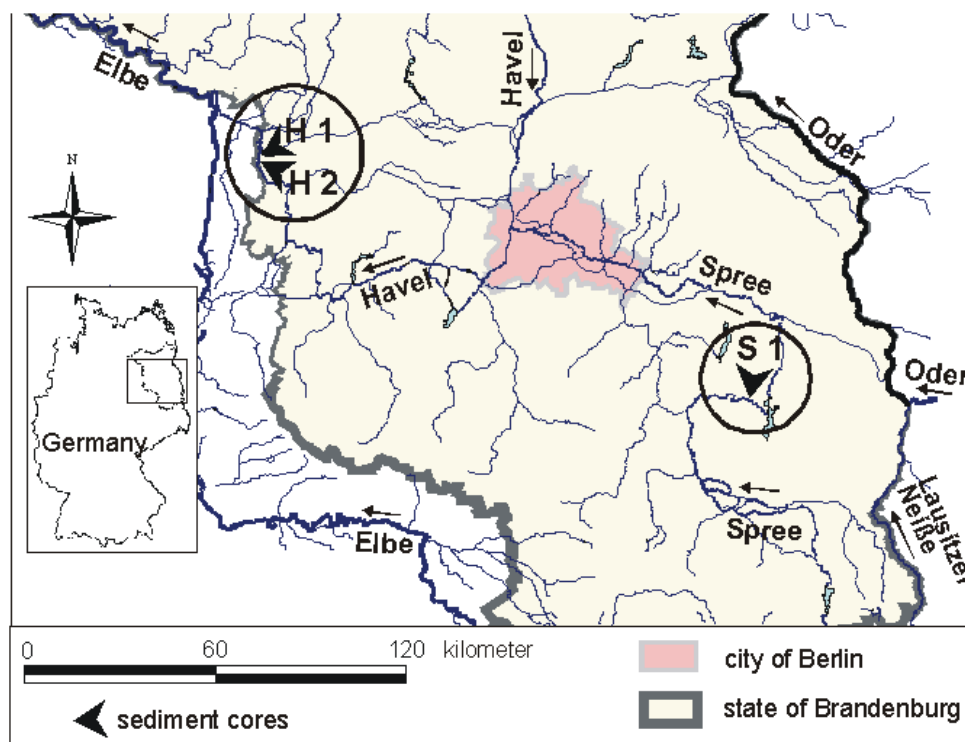 Elbe
Havel
Oder
H 1
H 2
N
Spree
Havel
S 1
Oder
Germany
Lausitzer
Neiße
Elbe
Spree
0 60 120 kilometer
city of Berlin
sediment cores
state of Brandenburg